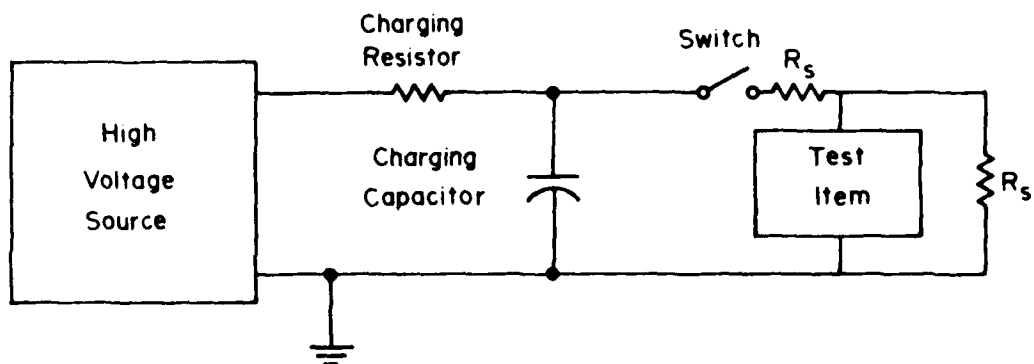 Charging
Resistor
Switch
R_s
High
Voltage
Source
Charging
Capacitor
Test
Item
R_s